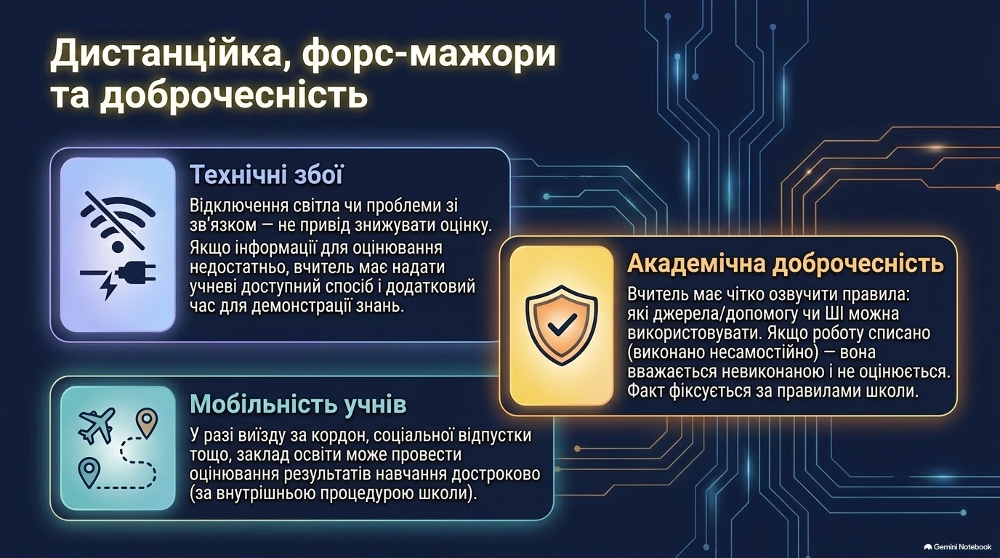 Дистанційка, форс-мажори
та доброчесність
Технічні збої
Відключення світла чи проблеми зі
зв'язком — не привід знижувати оцінку.
Якщо інформації для оцінювання
недостатньо, вчитель має надати
учневі доступний спосіб і додатковий
час для демонстрації знань.
Академічна доброчесність
Вчитель має чітко озвучити правила:
які джерела/допомогу чи ШІ можна
використовувати. Якщо роботу списано
(виконано несамостійно) — вона
вважається невиконаною і не оцінюється.
Факт фіксується за правилами школи.
Мобільність учнів
У разі виїзду за кордон, соціальної відпустки
тощо, заклад освіти може провести
оцінювання результатів навчання достроково
(за внутрішньою процедурою школи).
Gemini Notebook